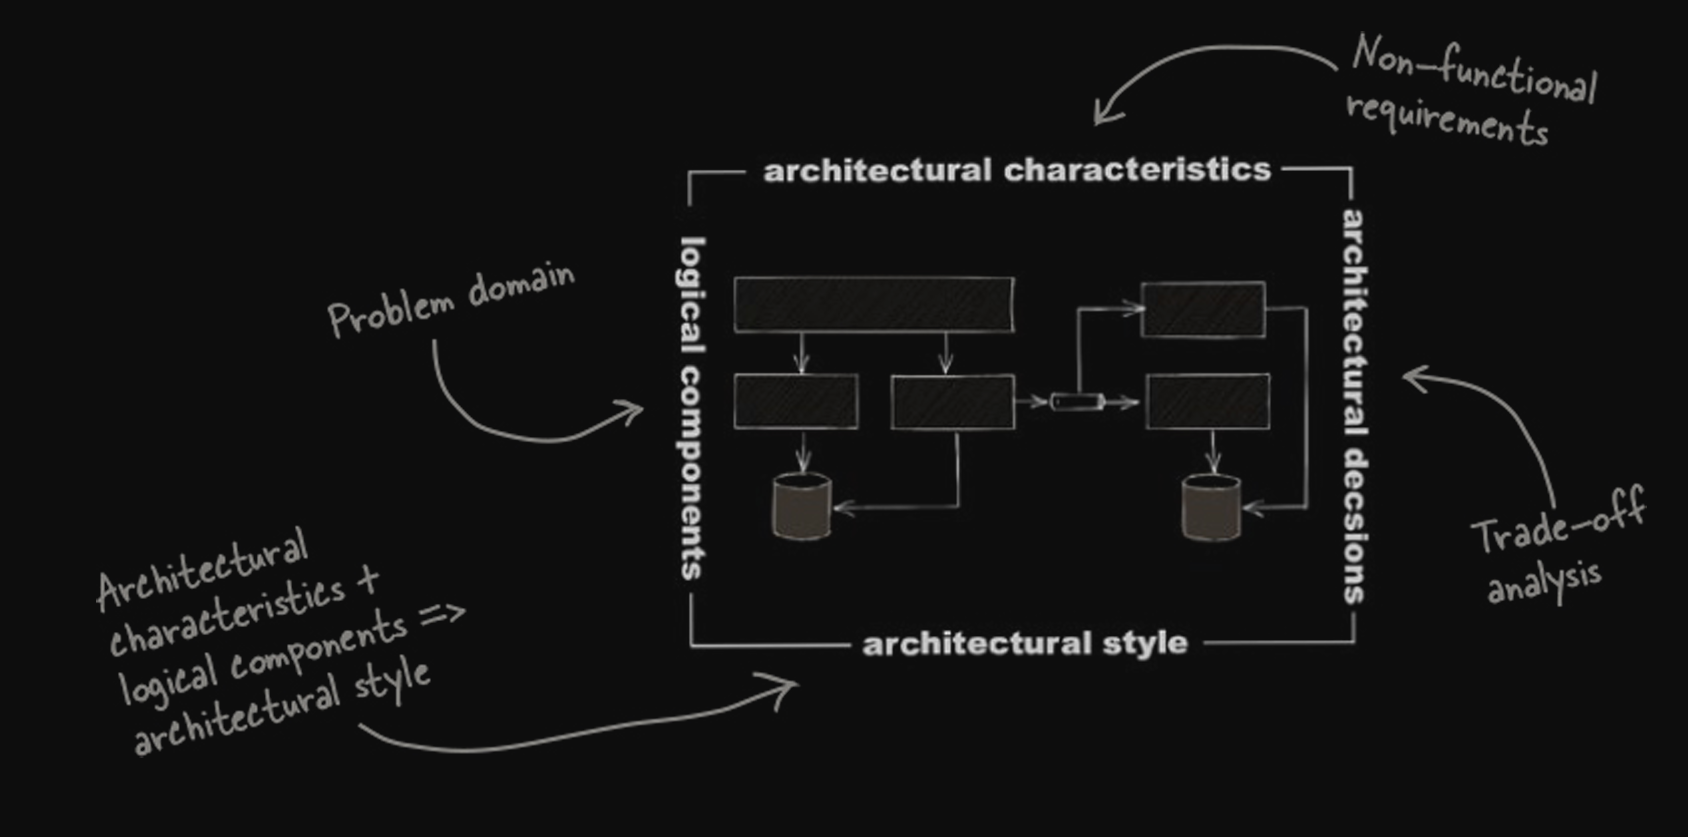 Non-functional
requirements
architectural characteristics
logical components
architectural decsions
Problem domain
Trade-off
analysis
Architectural
characteristics +
logical components =>
architectural style
architectural style